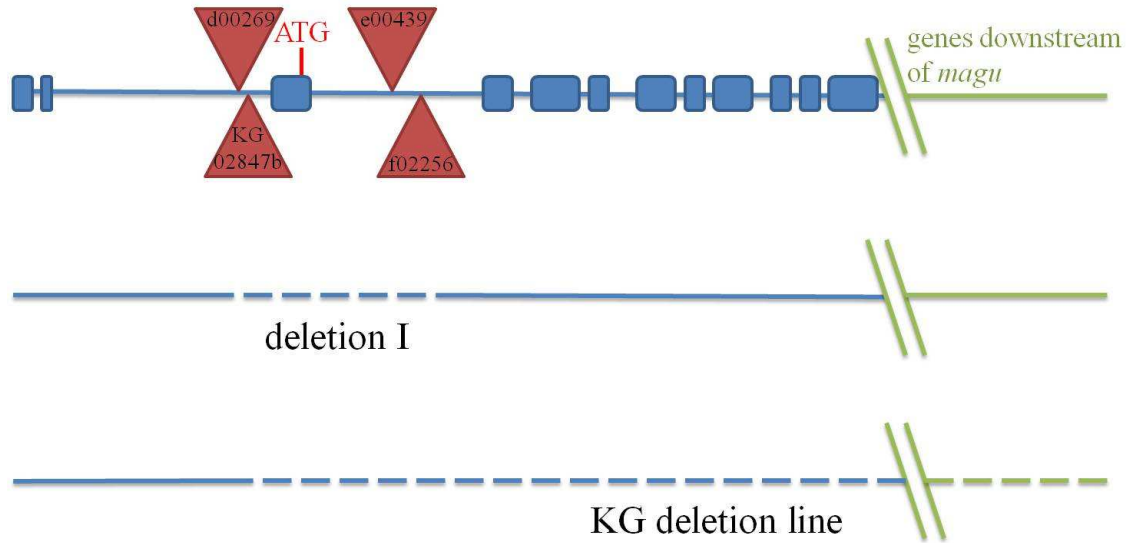 d00269
ATG
e00439
genes downstream
of magu
KG
02847b
f02256
deletion I
KG deletion line